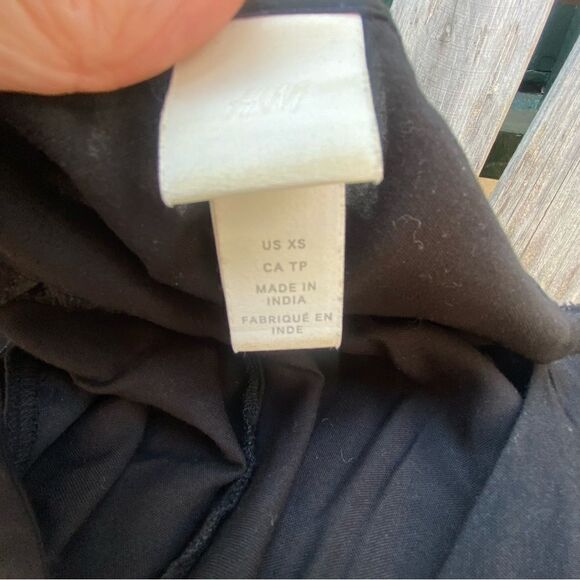 H&M
US XS
CA TP
MADE IN
INDIA
FABRIQUÉ EN
INDE